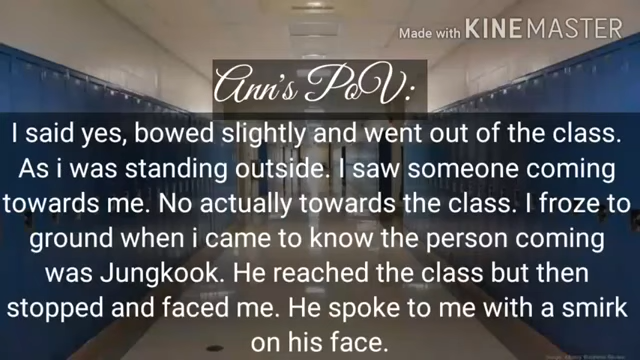 Made with KINEMASTER
Ann's PoV:
I said yes, bowed slightly and went out of the class.
As i was standing outside. I saw someone coming
towards me. No actually towards the class. I froze to
ground when i came to know the person coming
was Jungkook. He reached the class but then
stopped and faced me. He spoke to me with a smirk
on his face.